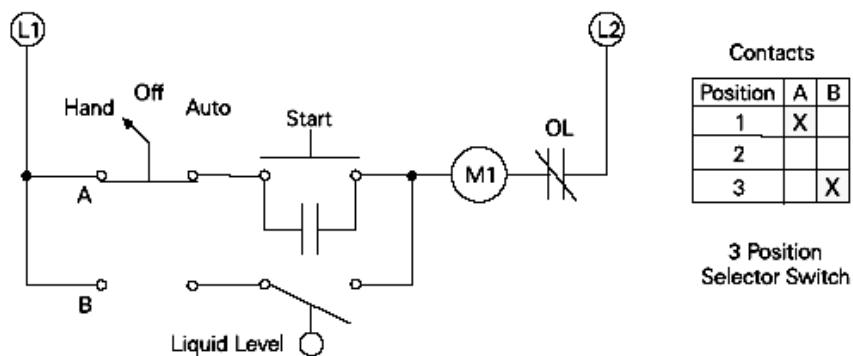 L1
L2
Hand Off Auto
Start
OL
A
M1
B
Liquid Level
Contacts
Position A B
1 X
2
3 X
3 Position
Selector Switch